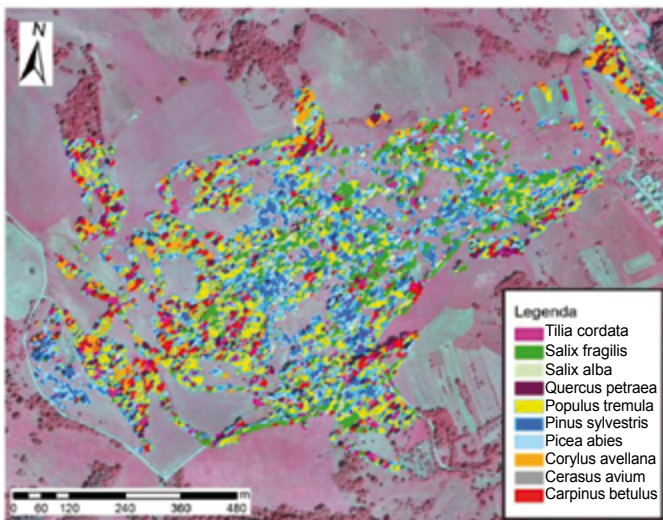 N
Legenda
Tilia cordata
Salix fragilis
Salix alba
Quercus petraea
Populus tremula
Pinus sylvestris
Picea abies
Corylus avellana
Cerasus avium
Carpinus betulus
0 60 120 240 360 480
m